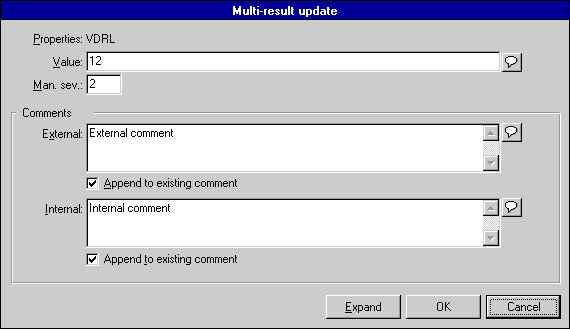 Multi-result update
Properties: VDRL
Value: 12
Man. sev.: 2
Comments
External: External comment
Append to existing comment
Internal: Internal comment
Append to existing comment
Expand OK Cancel